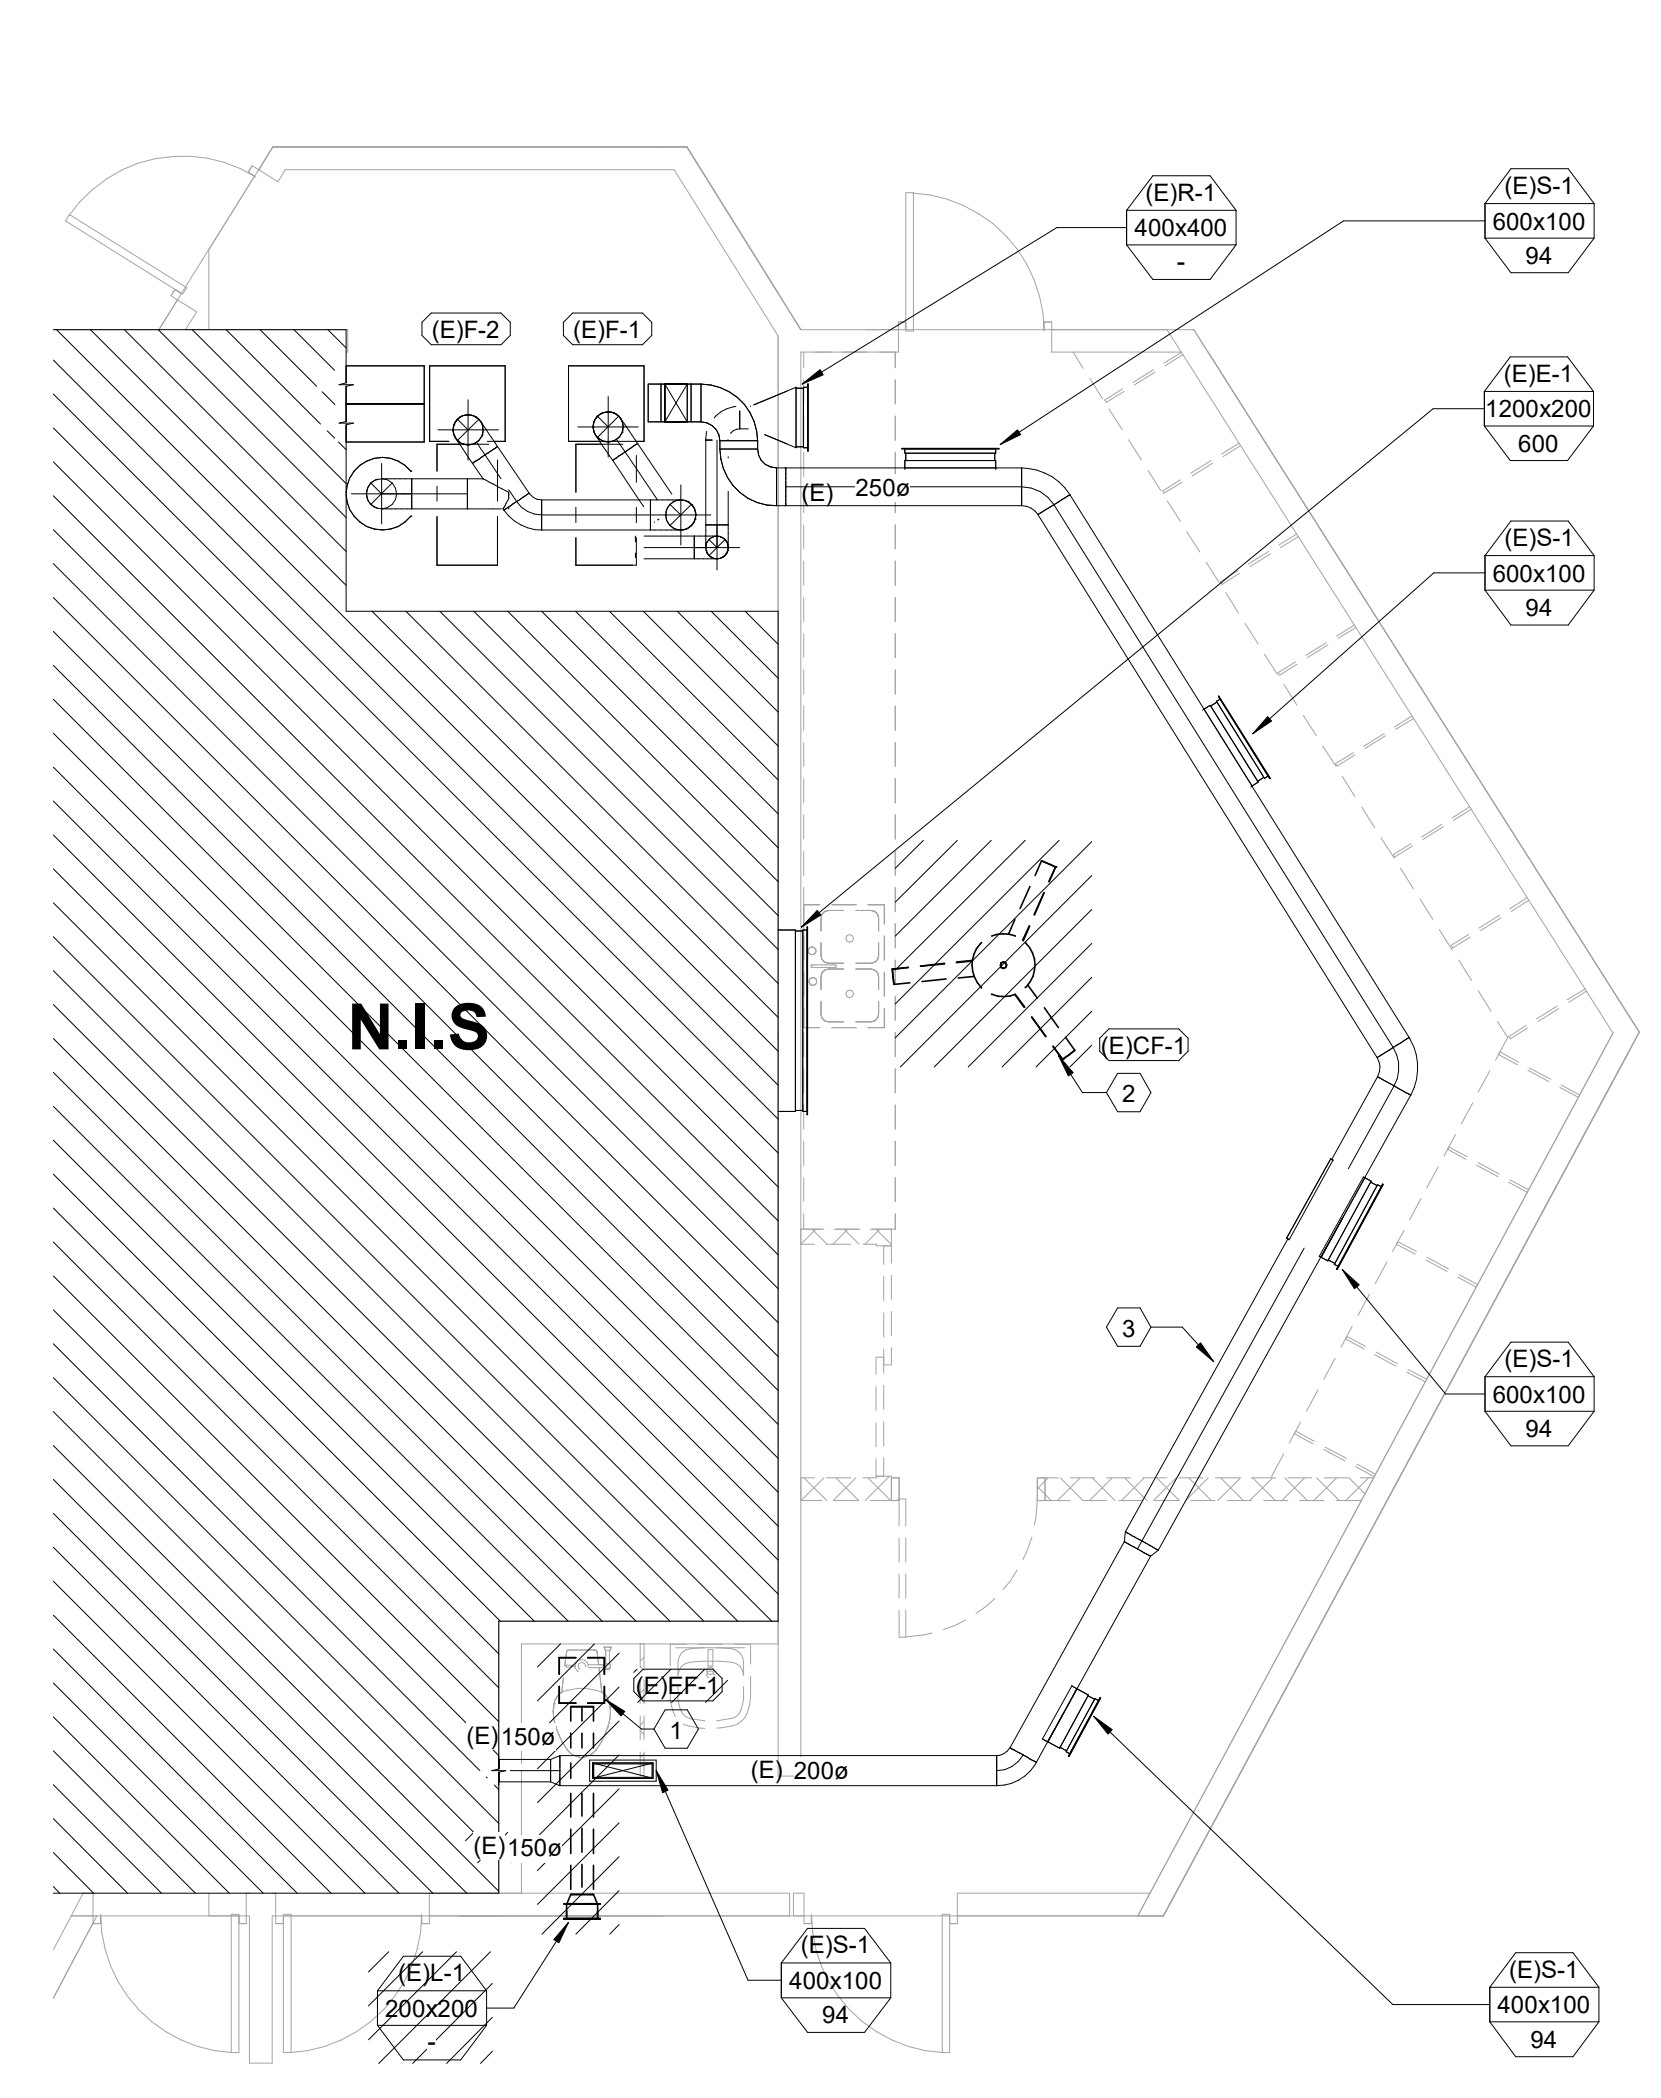 (E)R-1
400x400
-
(E)S-1
600x100
94
(E)F-2
(E)F-1
(E)E-1
1200x200
600
(E) 250ø
(E)S-1
600x100
94
N.I.S
(E)CF-1
2
3
(E)S-1
600x100
94
(E)EF-1
1
(E) 150ø
(E) 200ø
(E) 150ø
(E)S-1
400x100
94
(E)L-1
200x200
-
(E)S-1
400x100
94